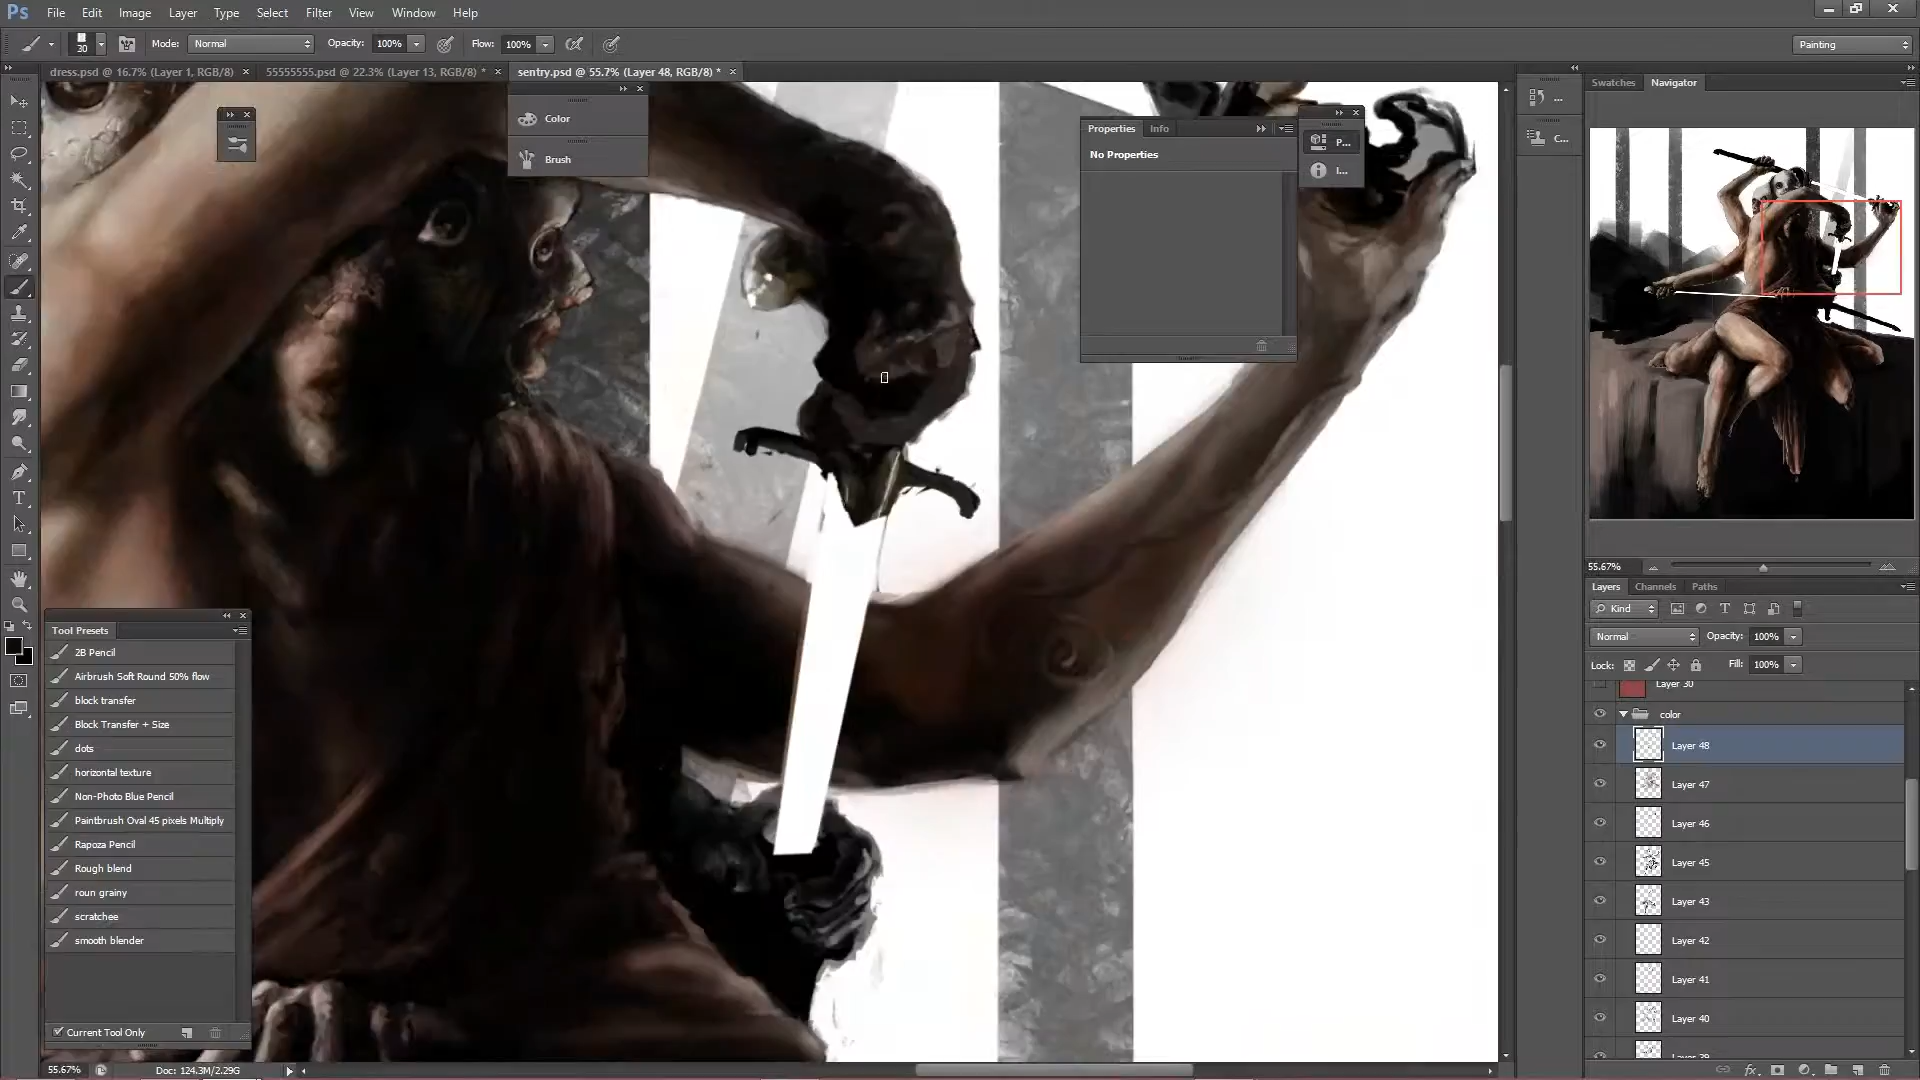 Ps File Edit Image Layer Type Select Filter View Window Help
30 Mode: Normal Opacity: 100% Flow: 100% Painting
dress.psd @ 16.7% (Layer 1, RGB/8) × 55555555.psd @ 22.3% (Layer 13, RGB/8) * × sentry.psd @ 55.7% (Layer 48, RGB/8) * ×
Swatches Navigator
Color
Brush
Properties Info
No Properties
P...
I...
...
C...
55.67%
Layers Channels Paths
Kind
Normal Opacity: 100%
Lock: Fill: 100%
Layer 30
color
Layer 48
Layer 47
Layer 46
Layer 45
Layer 43
Layer 42
Layer 41
Layer 40
Layer 39
Tool Presets
2B Pencil
Airbrush Soft Round 50% flow
block transfer
Block Transfer + Size
dots
horizontal texture
Non-Photo Blue Pencil
Paintbrush Oval 45 pixels Multiply
Rapoza Pencil
Rough blend
roun grainy
scratchee
smooth blender
Current Tool Only
55.67% Doc: 124.3M/2.29G